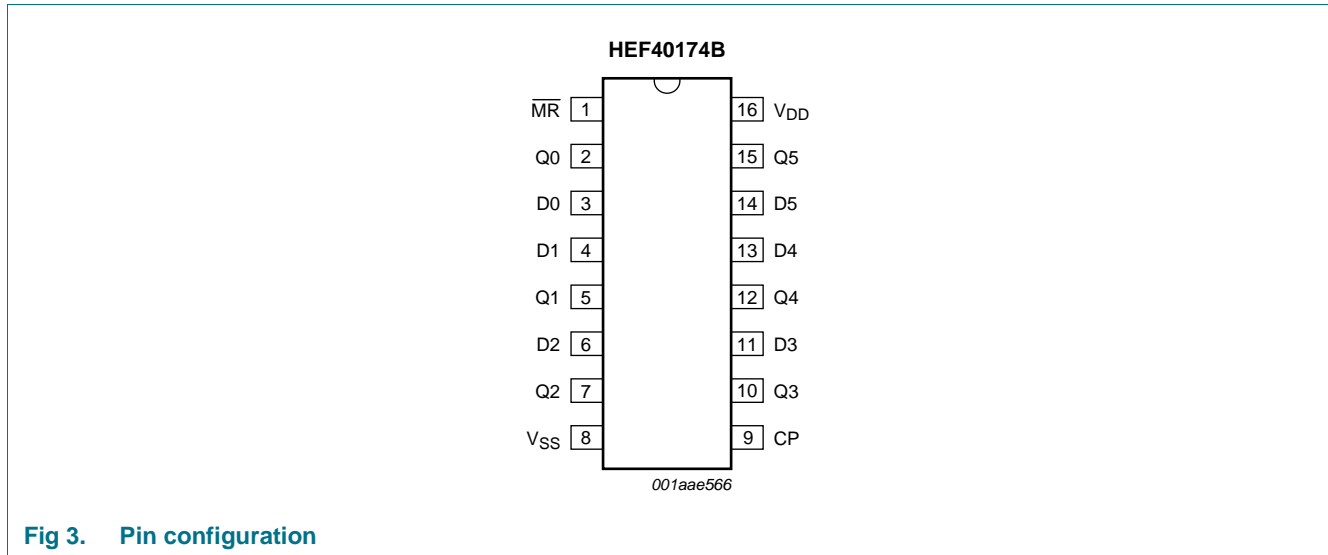 HEF40174B
M̅R̅ 1 16 VDD
Q0 2 15 Q5
D0 3 14 D5
D1 4 13 D4
Q1 5 12 Q4
D2 6 11 D3
Q2 7 10 Q3
VSS 8 9 CP
001aae566
Fig 3. Pin configuration